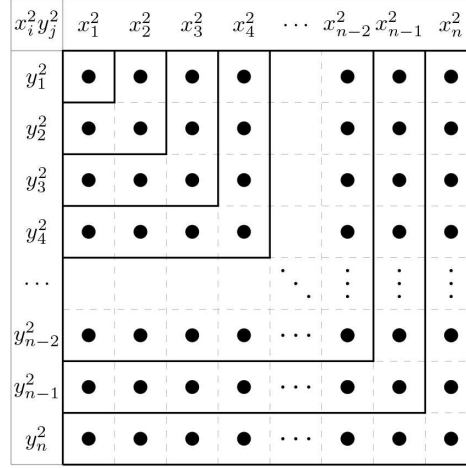 x_i^2 y_j^2 x_1^2 x_2^2 x_3^2 x_4^2 ⋯ x_{n-2}^2 x_{n-1}^2 x_n^2
y_1^2
y_2^2
y_3^2
y_4^2
⋯ ⋱ ⋮ ⋮ ⋮
y_{n-2}^2 ⋯
y_{n-1}^2 ⋯
y_n^2 ⋯